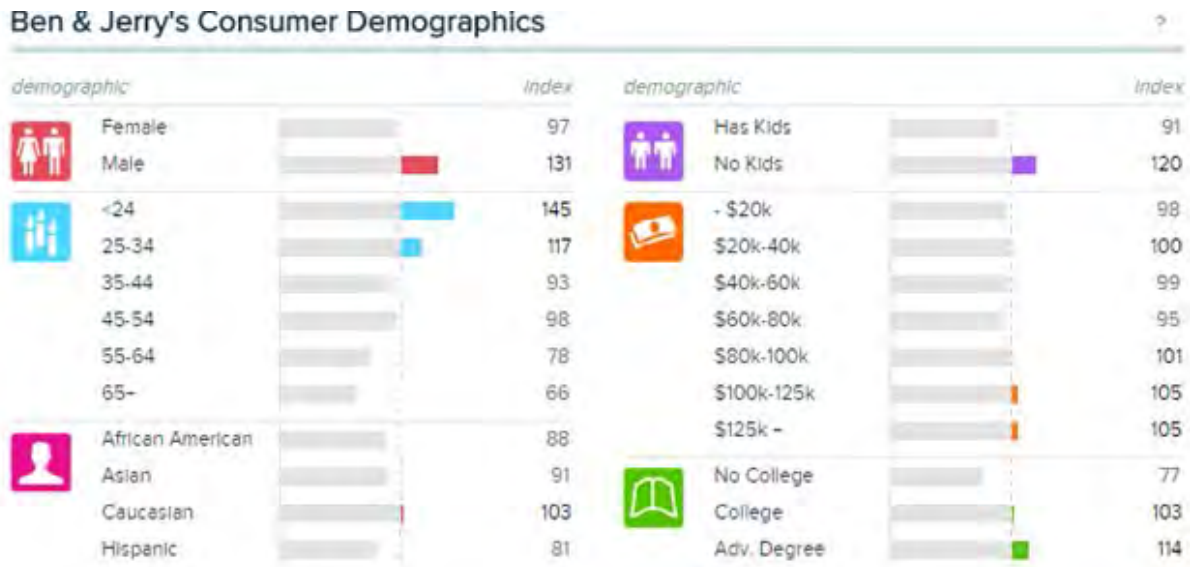 Ben & Jerry's Consumer Demographics ?
demographic index
Female 97
Male 131
<24 145
25-34 117
35-44 93
45-54 98
55-64 78
65+ 66
African American 88
Asian 91
Caucasian 103
Hispanic 81
demographic index
Has Kids 91
No Kids 120
- $20k 98
$20k-40k 100
$40k-60k 99
$60k-80k 95
$80k-100k 101
$100k-125k 105
$125k + 105
No College 77
College 103
Adv. Degree 114